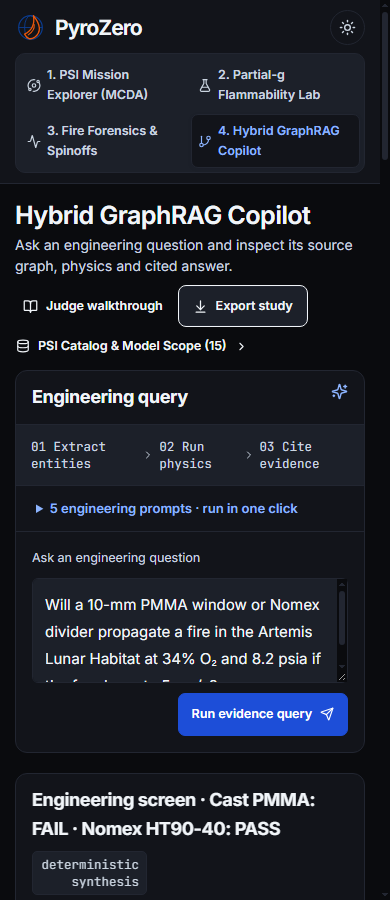 PyroZero
1. PSI Mission
Explorer (MCDA)
2. Partial-g
Flammability Lab
3. Fire Forensics &
Spinoffs
4. Hybrid GraphRAG
Copilot
Hybrid GraphRAG Copilot
Ask an engineering question and inspect its source
graph, physics and cited answer.
Judge walkthrough
Export study
PSI Catalog & Model Scope (15)
Engineering query
01 Extract
entities
02 Run
physics
03 Cite
evidence
5 engineering prompts · run in one click
Ask an engineering question
Will a 10-mm PMMA window or Nomex
divider propagate a fire in the Artemis
Lunar Habitat at 34% O₂ and 8.2 psia if
Run evidence query
Engineering screen · Cast PMMA:
FAIL · Nomex HT90-40: PASS
deterministic
synthesis